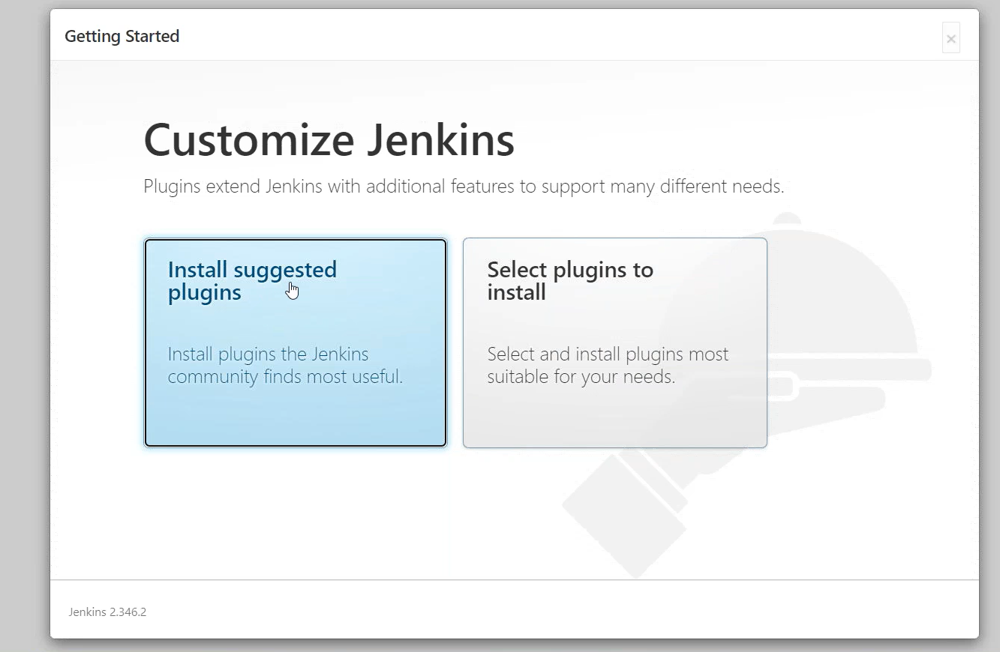 Getting Started
×
Customize Jenkins
Plugins extend Jenkins with additional features to support many different needs.
Install suggested
plugins
Install plugins the Jenkins
community finds most useful.
Select plugins to
install
Select and install plugins most
suitable for your needs.
Jenkins 2.346.2